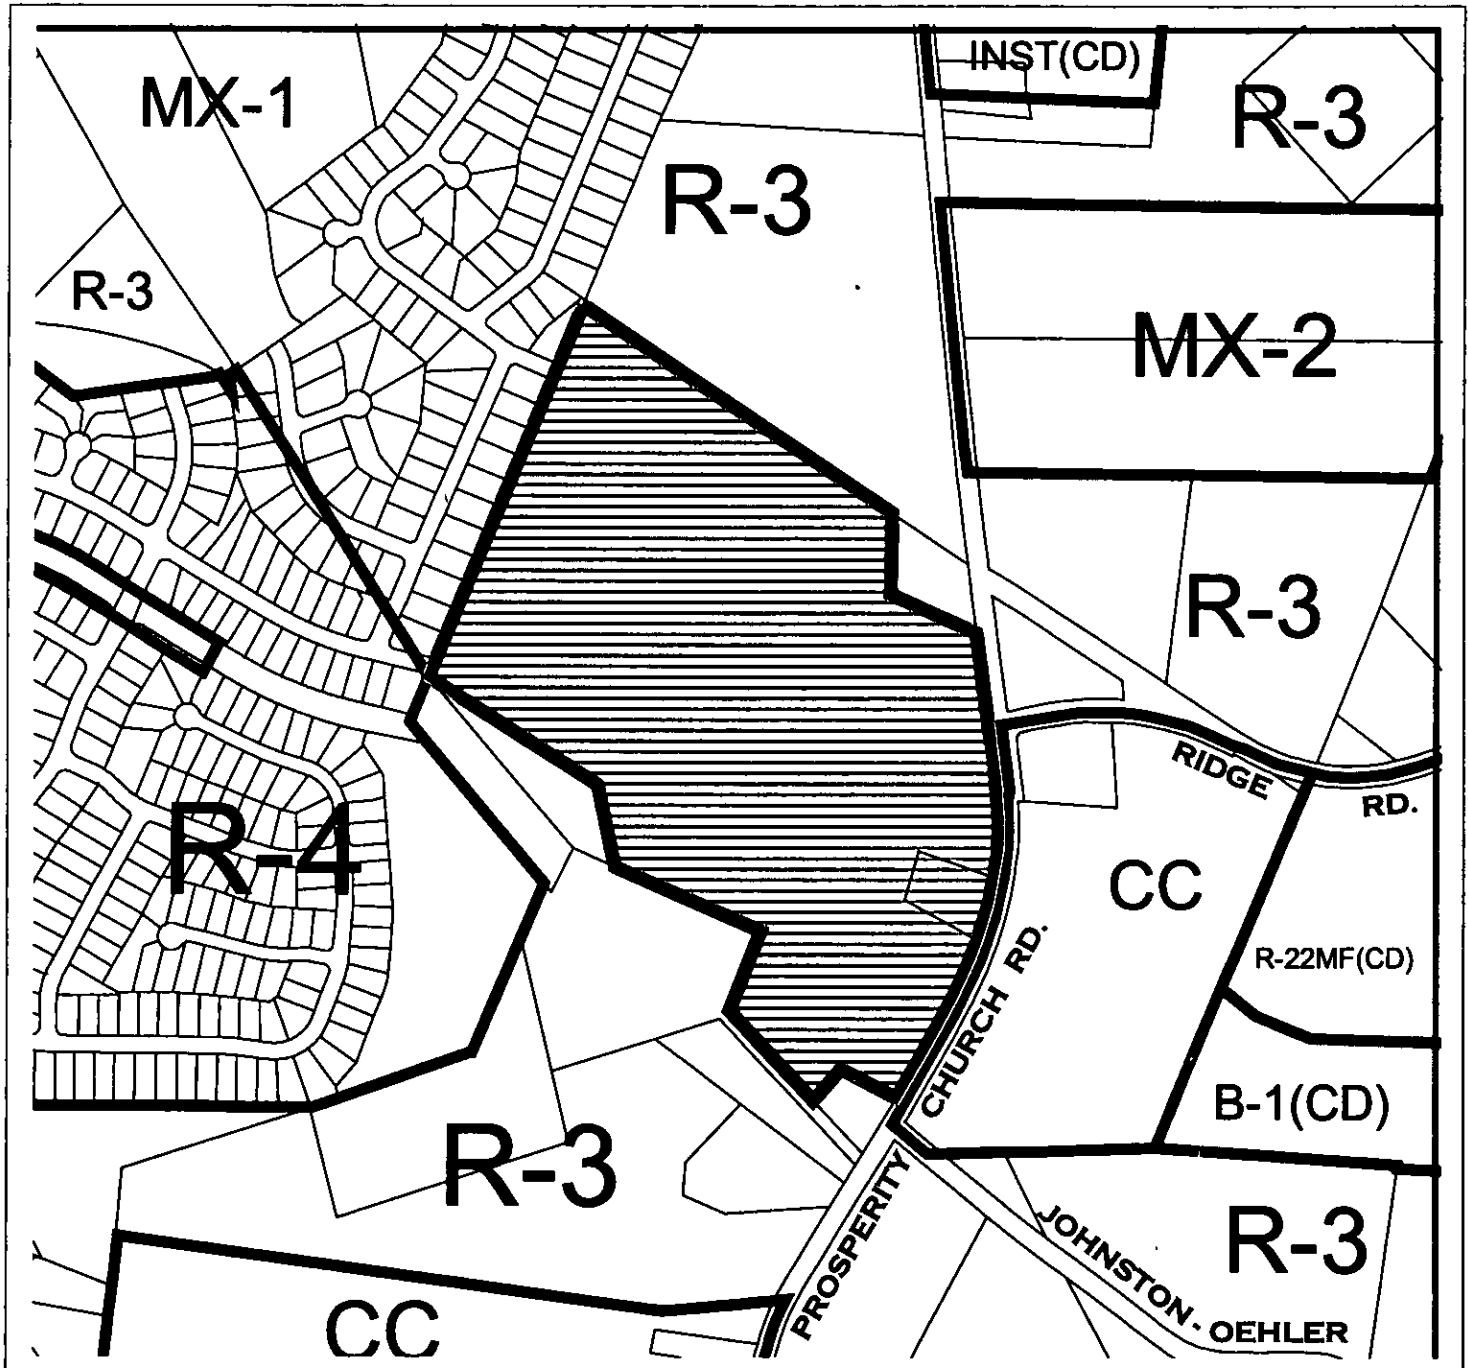 INST(CD)
MX-1
R-3
R-3
R-3
MX-2
R-3
RIDGE
RD.
R-4
CC
CHURCH RD.
R-22MF(CD)
B-1(CD)
R-3
PROSPERITY
JOHNSTON-
OEHLER
R-3
CC